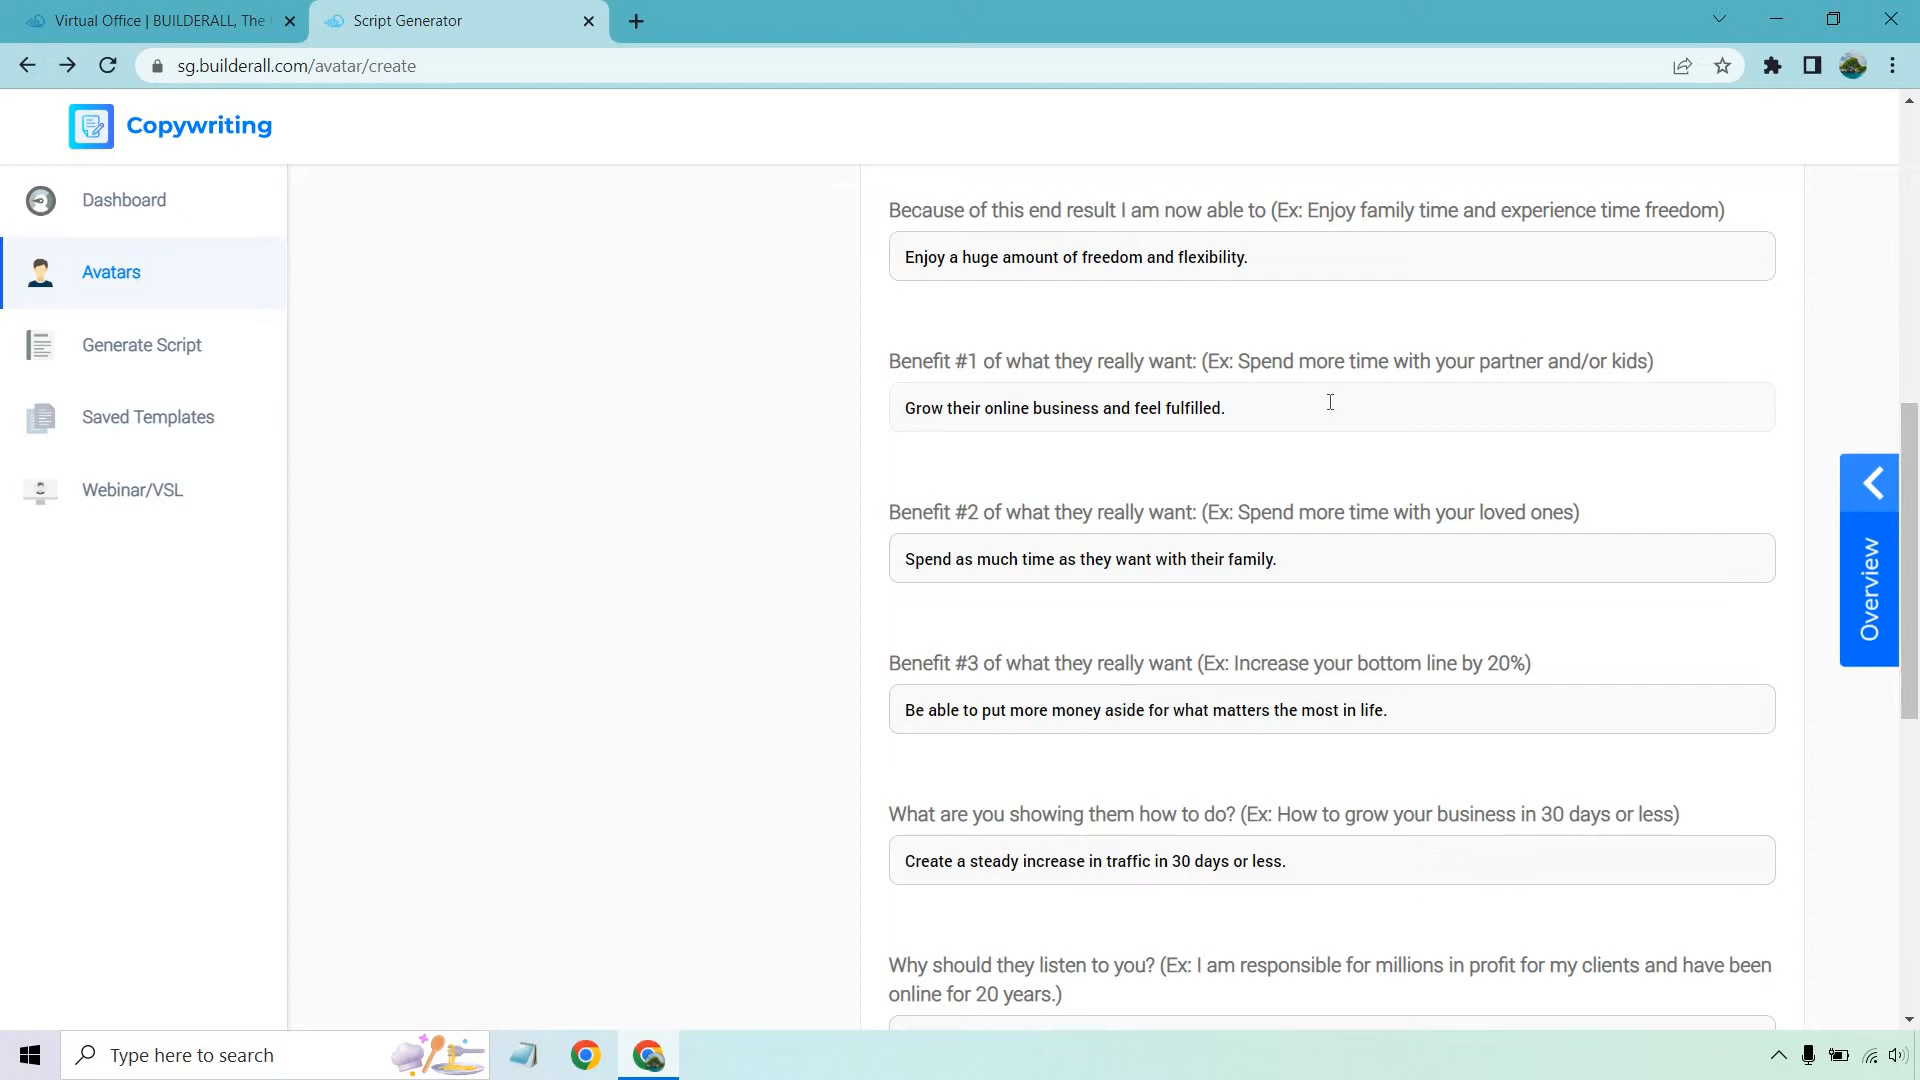 Virtual Office | BUILDERALL, The
Script Generator
sg.builderall.com/avatar/create
Copywriting
Dashboard
Avatars
Generate Script
Saved Templates
Webinar/VSL
Because of this end result I am now able to (Ex: Enjoy family time and experience time freedom)
Enjoy a huge amount of freedom and flexibility.
Benefit #1 of what they really want: (Ex: Spend more time with your partner and/or kids)
Grow their online business and feel fulfilled.
Benefit #2 of what they really want: (Ex: Spend more time with your loved ones)
Spend as much time as they want with their family.
Benefit #3 of what they really want (Ex: Increase your bottom line by 20%)
Be able to put more money aside for what matters the most in life.
What are you showing them how to do? (Ex: How to grow your business in 30 days or less)
Create a steady increase in traffic in 30 days or less.
Why should they listen to you? (Ex: I am responsible for millions in profit for my clients and have been
online for 20 years.)
Overview
Type here to search